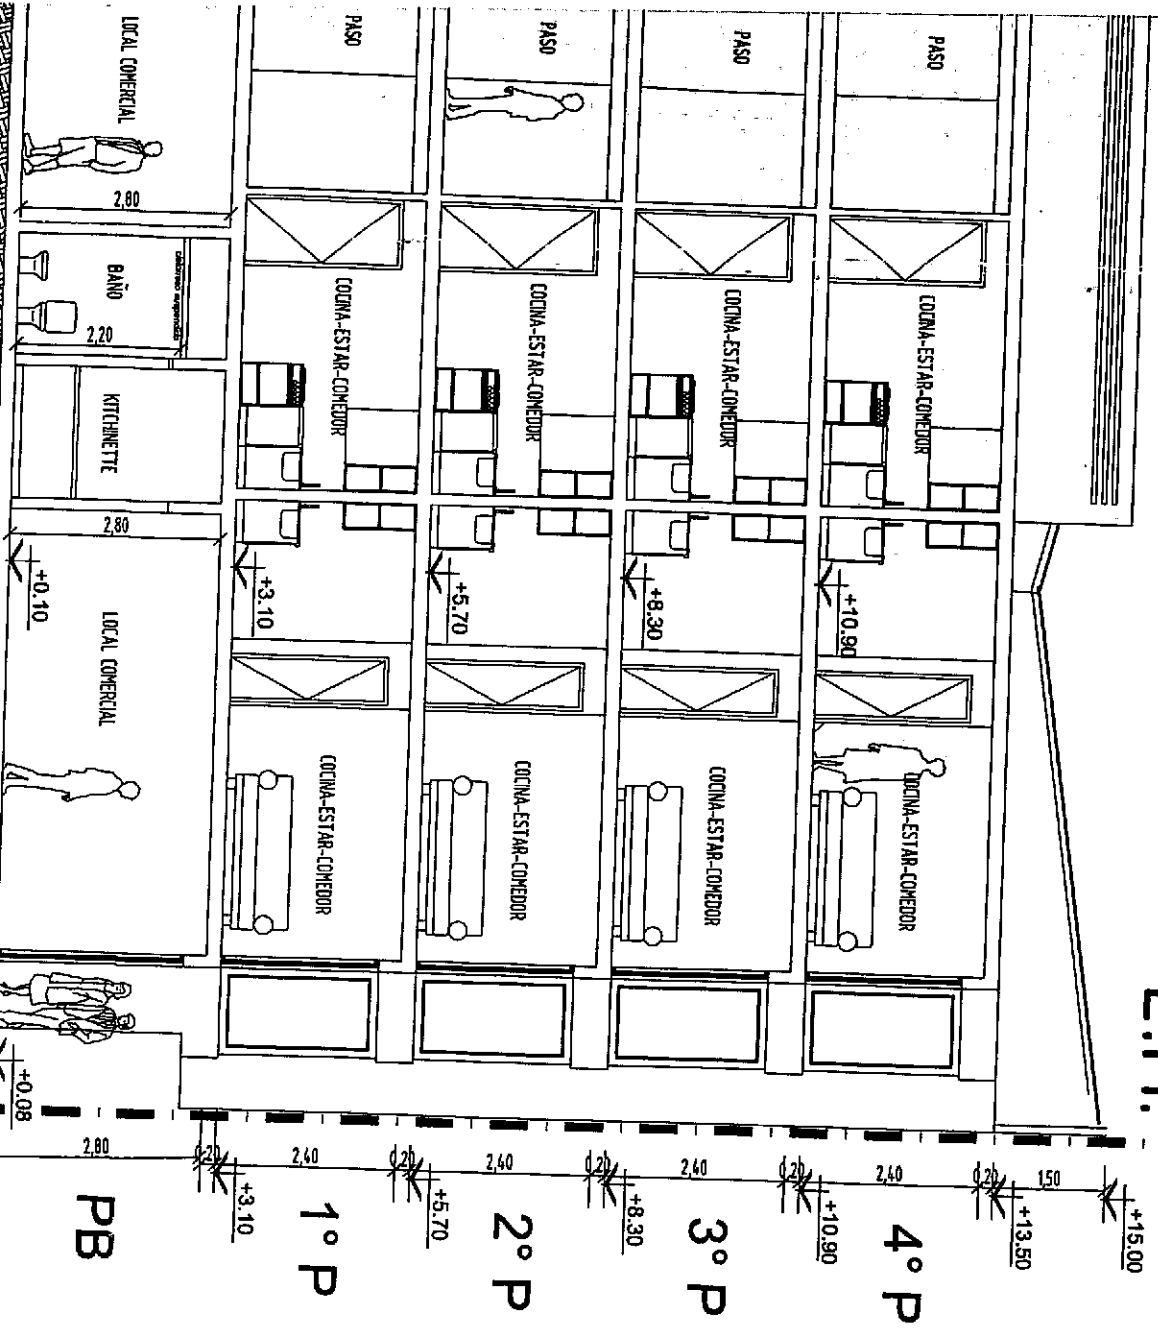 L.M.
+15.00
1,50
+13.50
0,20
PASO
COCINA-ESTAR-COMEDOR
+10.90
COCINA-ESTAR-COMEDOR
2,40
4° P
+10.90
0,20
PASO
COCINA-ESTAR-COMEDOR
+8.30
COCINA-ESTAR-COMEDOR
2,40
3° P
+8.30
0,20
PASO
COCINA-ESTAR-COMEDOR
+5.70
COCINA-ESTAR-COMEDOR
2,40
2° P
+5.70
0,20
PASO
COCINA-ESTAR-COMEDOR
+3.10
COCINA-ESTAR-COMEDOR
2,40
1° P
+3.10
0,20
LOCAL COMERCIAL
2,80
cielorraso suspendido
BAÑO
2,20
KITCHINETTE
2,80
+0.10
LOCAL COMERCIAL
2,80
PB
+0.08